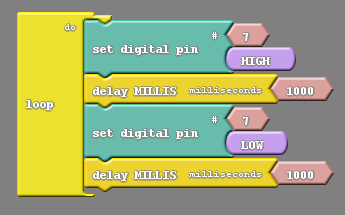 do
set digital pin # 7
HIGH
delay MILLIS milliseconds 1000
loop
set digital pin # 7
LOW
delay MILLIS milliseconds 1000